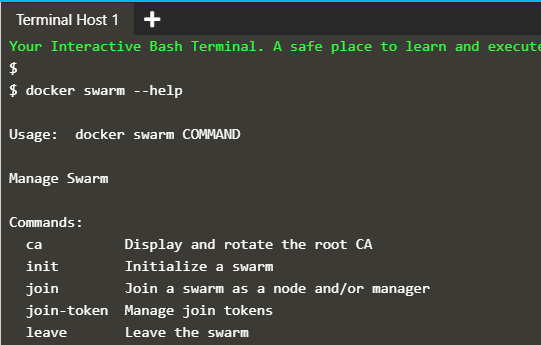 Terminal Host 1 +
Your Interactive Bash Terminal. A safe place to learn and execute
$
$ docker swarm --help
Usage:  docker swarm COMMAND
Manage Swarm
Commands:
  ca          Display and rotate the root CA
  init        Initialize a swarm
  join        Join a swarm as a node and/or manager
  join-token  Manage join tokens
  leave       Leave the swarm